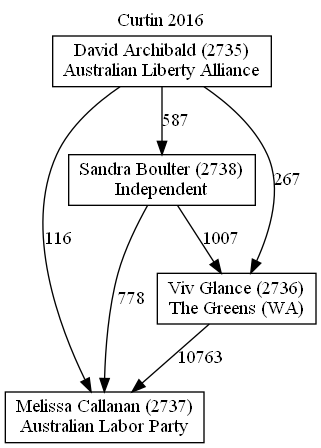 Curtin 2016
David Archibald (2735)
Australian Liberty Alliance
587
Sandra Boulter (2738)
Independent
267
116
1007
778
Viv Glance (2736)
The Greens (WA)
10763
Melissa Callanan (2737)
Australian Labor Party